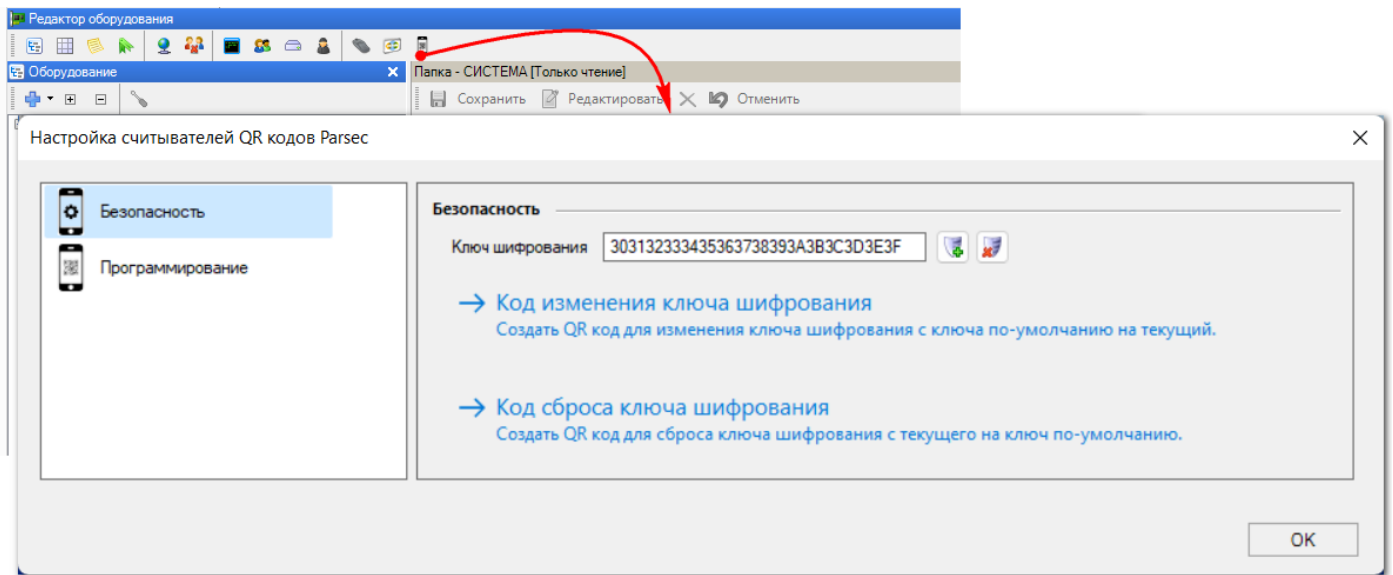 Редактор оборудования
Оборудование
Папка - СИСТЕМА [Только чтение]
Сохранить Редактировать Отменить
Настройка считывателей QR кодов Parsec
Безопасность
Программирование
Безопасность
Ключ шифрования 303132333435363738393A3B3C3D3E3F
Код изменения ключа шифрования
Создать QR код для изменения ключа шифрования с ключа по-умолчанию на текущий.
Код сброса ключа шифрования
Создать QR код для сброса ключа шифрования с текущего на ключ по-умолчанию.
OK